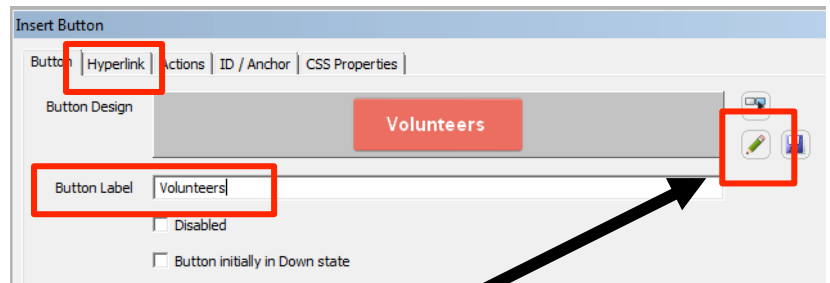 Insert Button
Button Hyperlink Actions ID / Anchor CSS Properties
Button Design
Volunteers
Button Label Volunteers
Disabled
Button initially in Down state